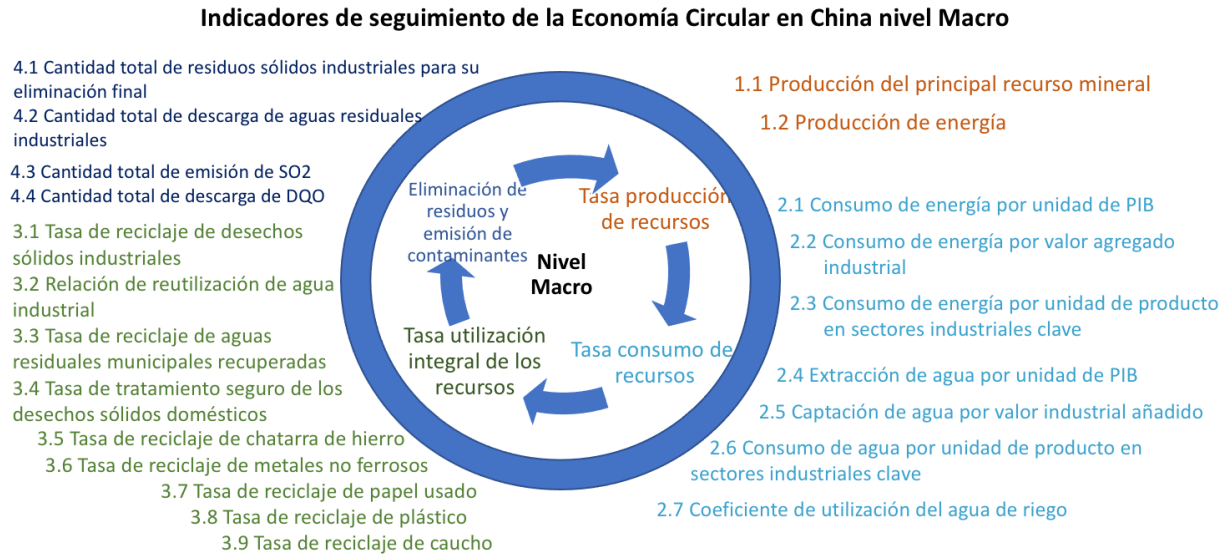 Indicadores de seguimiento de la Economía Circular en China nivel Macro
4.1 Cantidad total de residuos sólidos industriales para su
eliminación final
4.2 Cantidad total de descarga de aguas residuales
industriales
4.3 Cantidad total de emisión de SO2
4.4 Cantidad total de descarga de DQO
3.1 Tasa de reciclaje de desechos
sólidos industriales
3.2 Relación de reutilización de agua
industrial
3.3 Tasa de reciclaje de aguas
residuales municipales recuperadas
3.4 Tasa de tratamiento seguro de los
desechos sólidos domésticos
3.5 Tasa de reciclaje de chatarra de hierro
3.6 Tasa de reciclaje de metales no ferrosos
3.7 Tasa de reciclaje de papel usado
3.8 Tasa de reciclaje de plástico
3.9 Tasa de reciclaje de caucho
Eliminación de
residuos y
emisión de
contaminantes
Tasa producción
de recursos
Nivel
Macro
Tasa utilización
integral de los
recursos
Tasa consumo de
recursos
1.1 Producción del principal recurso mineral
1.2 Producción de energía
2.1 Consumo de energía por unidad de PIB
2.2 Consumo de energía por valor agregado
industrial
2.3 Consumo de energía por unidad de producto
en sectores industriales clave
2.4 Extracción de agua por unidad de PIB
2.5 Captación de agua por valor industrial añadido
2.6 Consumo de agua por unidad de producto en
sectores industriales clave
2.7 Coeficiente de utilización del agua de riego